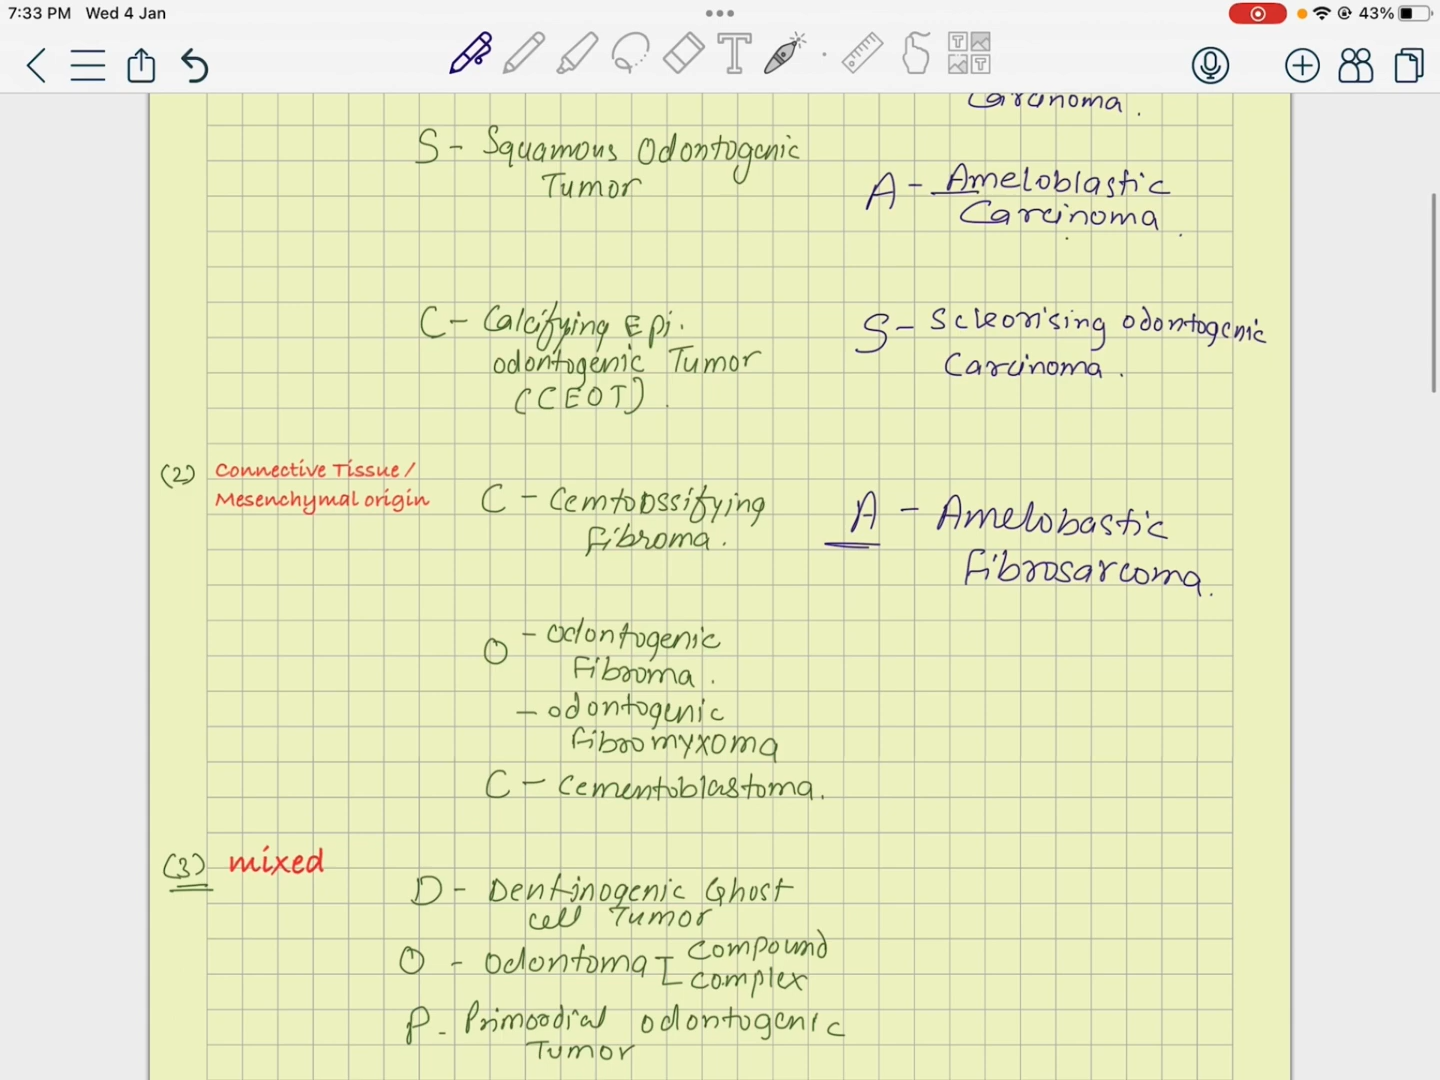 7:33 PM Wed 4 Jan
43%
Carcinoma.
S - Squamous Odontogenic
Tumor
A - Ameloblastic
Carcinoma.
C - Calcifying Epi.
odontogenic Tumor
(CEOT).
S - Scleorising odontogenic
Carcinoma.
(2) Connective Tissue /
Mesenchymal origin
C - Cemtoossifying
fibroma.
A - Amelobastic
fibrosarcoma.
O - odontogenic
Fibroma.
- odontogenic
fibromyxoma
C - cementoblastoma.
(3) mixed
D - Dentinogenic Ghost
cell Tumor
O - odontoma compound
complex
P - Primordial odontogenic
Tumor